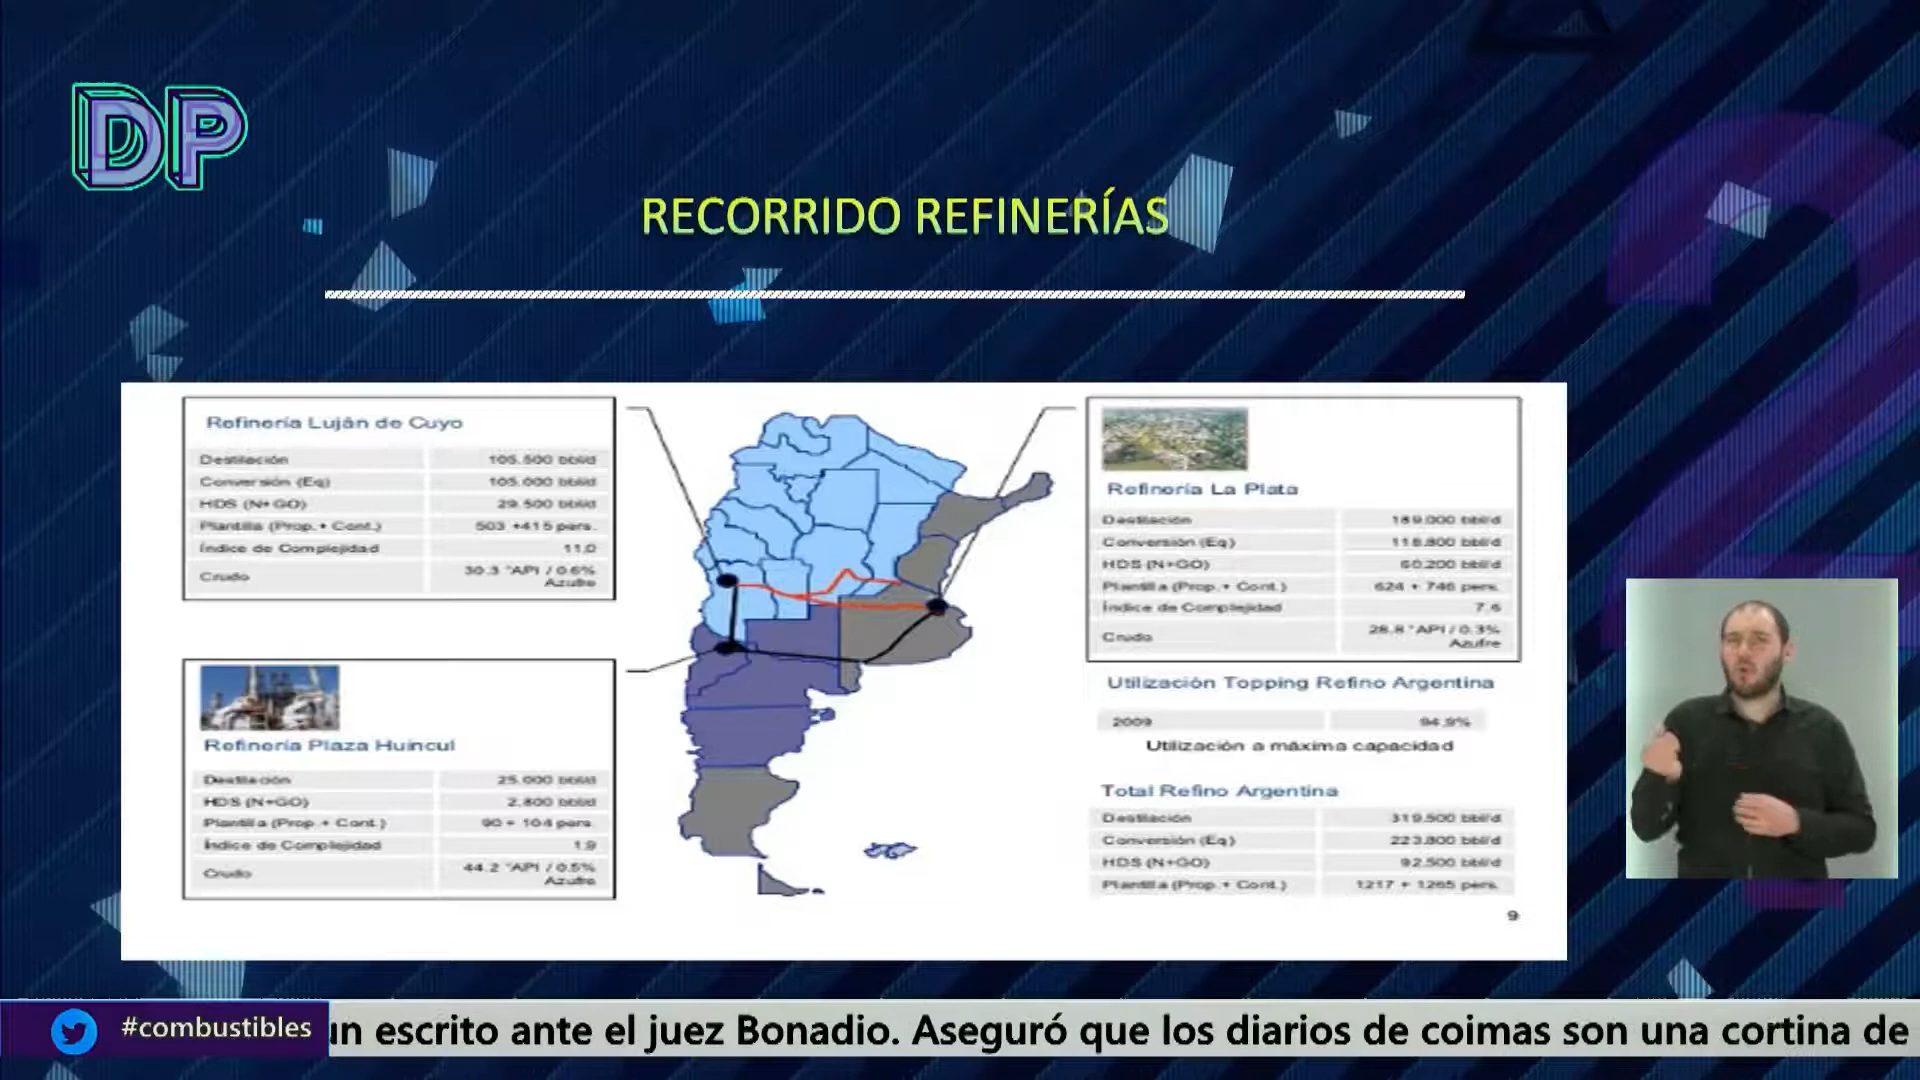 DP
RECORRIDO REFINERÍAS
Refinería Luján de Cuyo
Destilación 105.500 bbl/d
Conversión (Eq) 105.000 bbl/d
HDS (N+GO) 29.500 bbl/d
Plantilla (Prop.+ Cont.) 503 +415 pers.
Índice de Complejidad 11,0
Crudo 30.3 °API / 0.6%
Azufre
Refinería Plaza Huincul
Destilación 25.000 bbl/d
HDS (N+GO) 2.800 bbl/d
Plantilla (Prop.+ Cont.) 90 + 104 pers.
Índice de Complejidad 1,9
Crudo 44.2 °API / 0.5%
Azufre
Refinería La Plata
Destilación 189.000 bbl/d
Conversión (Eq) 118.800 bbl/d
HDS (N+GO) 60.200 bbl/d
Plantilla (Prop.+ Cont.) 624 + 746 pers.
Índice de Complejidad 7,6
Crudo 28.8 °API / 0.3%
Azufre
Utilización Topping Refino Argentina
2009 94,9%
Utilización a máxima capacidad
Total Refino Argentina
Destilación 319.500 bbl/d
Conversión (Eq) 223.800 bbl/d
HDS (N+GO) 92.500 bbl/d
Plantilla (Prop.+ Cont.) 1217 + 1265 pers.
9
#combustibles
un escrito ante el juez Bonadio. Aseguró que los diarios de coimas son una cortina de